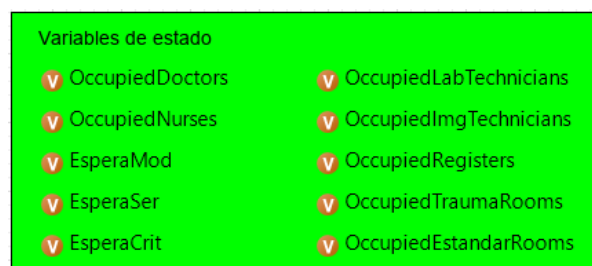 Variables de estado
V OccupiedDoctors
V OccupiedNurses
V EsperaMod
V EsperaSer
V EsperaCrit
V OccupiedLabTechnicians
V OccupiedImgTechnicians
V OccupiedRegisters
V OccupiedTraumaRooms
V OccupiedEstandarRooms